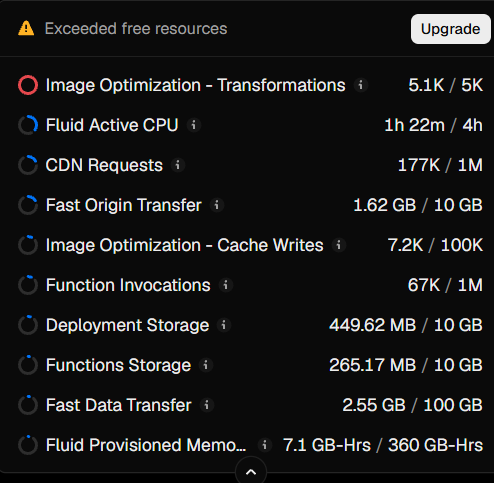 Exceeded free resources Upgrade
Image Optimization - Transformations 5.1K / 5K
Fluid Active CPU 1h 22m / 4h
CDN Requests 177K / 1M
Fast Origin Transfer 1.62 GB / 10 GB
Image Optimization - Cache Writes 7.2K / 100K
Function Invocations 67K / 1M
Deployment Storage 449.62 MB / 10 GB
Functions Storage 265.17 MB / 10 GB
Fast Data Transfer 2.55 GB / 100 GB
Fluid Provisioned Memo... 7.1 GB-Hrs / 360 GB-Hrs